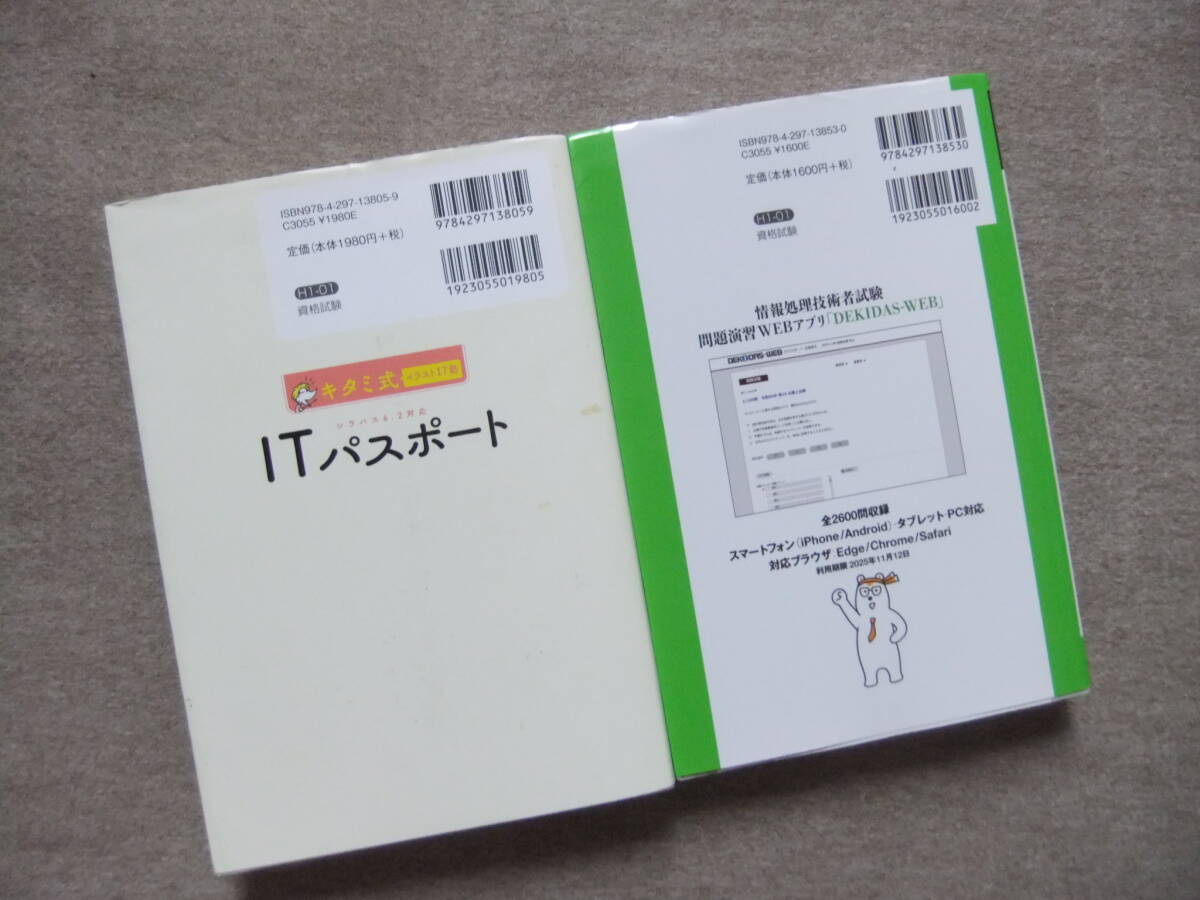 ISBN978-4-297-13805-9
C3055 ¥1980E
定価(本体1980円+税)
H1-01
資格試験
9784297138059
1923055019805
キタミ式
イラストIT塾
シラバス6.2対応
ITパスポート
ISBN978-4-297-13853-0
C3055 ¥1600E
定価(本体1600円+税)
H1-01
資格試験
9784297138530
1923055016002
情報処理技術者試験
問題演習WEBアプリ「DEKIDAS-WEB」
DEKIDAS-WEB
全2600問収録
スマートフォン(iPhone/Android)・タブレット・PC対応
対応ブラウザ:Edge/Chrome/Safari
利用期限 2025年11月12日